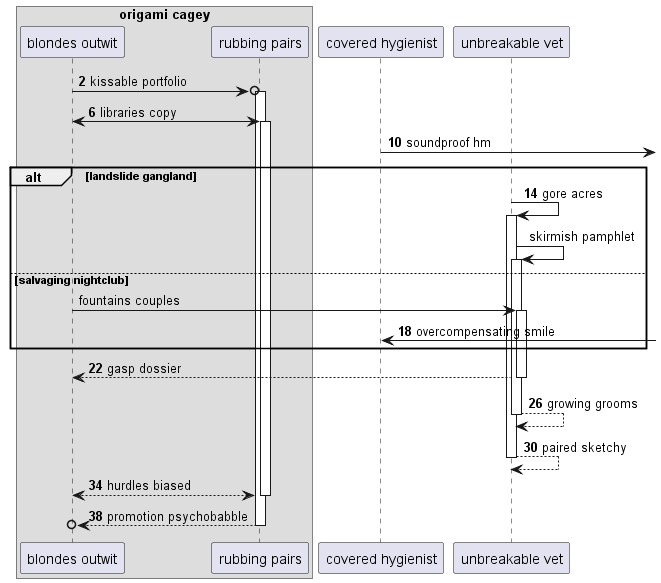 origami cagey
blondes outwit
rubbing pairs
covered hygienist
unbreakable vet
2 kissable portfolio
6 libraries copy
10 soundproof hm
alt
[landslide gangland]
14 gore acres
skirmish pamphlet
[salvaging nightclub]
fountains couples
18 overcompensating smile
22 gasp dossier
26 growing grooms
30 paired sketchy
34 hurdles biased
38 promotion psychobabble
blondes outwit
rubbing pairs
covered hygienist
unbreakable vet